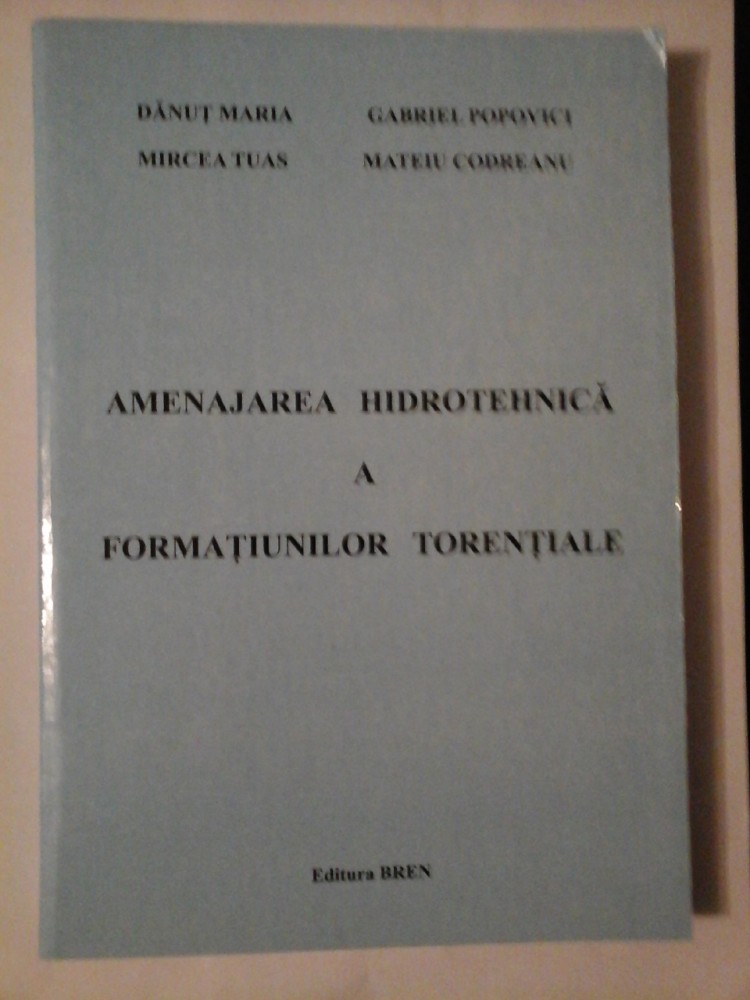 DĂNUȚ MARIA GABRIEL POPOVICI
MIRCEA TUAS MATEIU CODREANU
AMENAJAREA HIDROTEHNICĂ
A
FORMAȚIUNILOR TORENȚIALE
Editura BREN